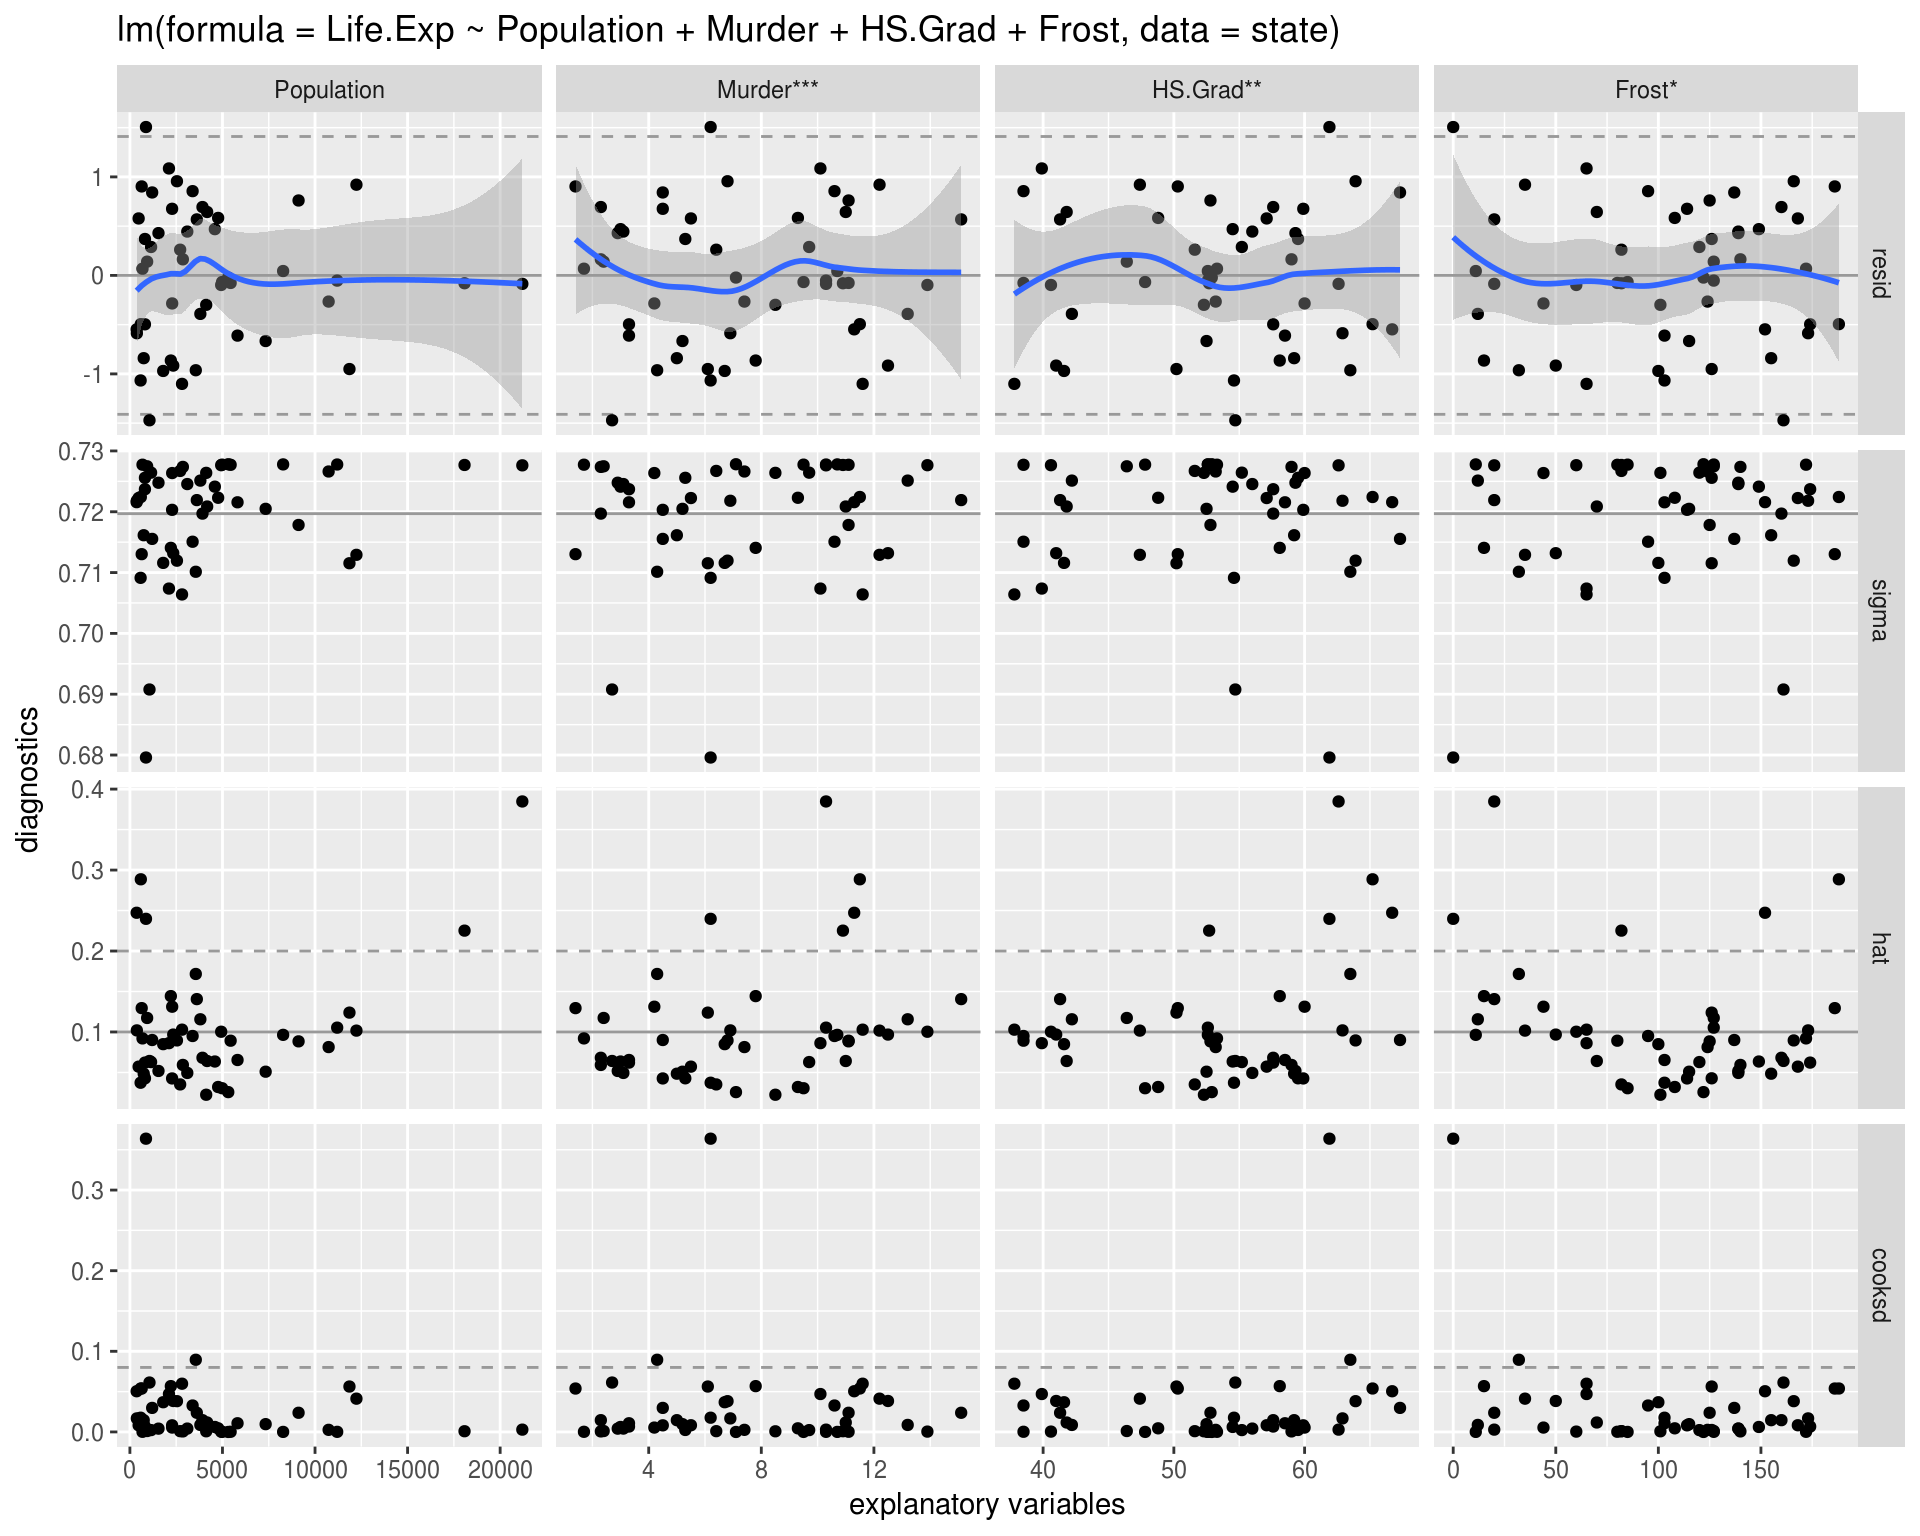 lm(formula = Life.Exp ~ Population + Murder + HS.Grad + Frost, data = state)
Population
Murder***
HS.Grad**
Frost*
1
0
-1
resid
0.73
0.72
0.71
0.70
0.69
0.68
sigma
diagnostics
0.4
0.3
0.2
0.1
hat
0.3
0.2
0.1
0.0
cooksd
0 5000 10000 15000 20000
4 8 12
40 50 60
0 50 100 150
explanatory variables